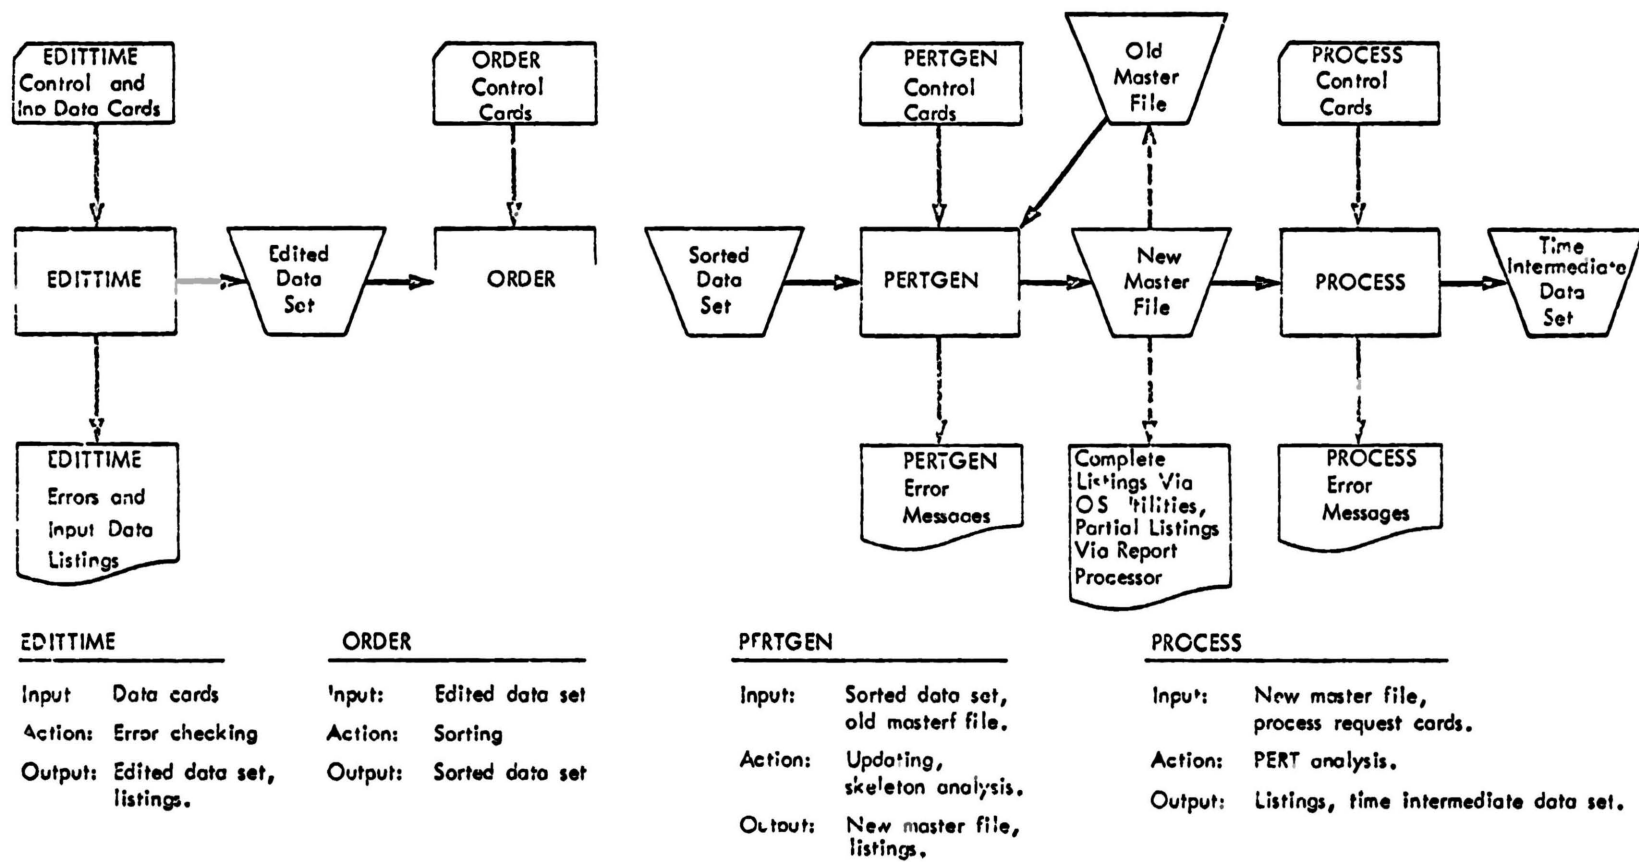 EDITTIME
Control and
Inp Data Cards
ORDER
Control
Cards
PERTGEN
Control
Cards
Old
Master
File
PROCESS
Control
Cards
EDITTIME
Edited
Data
Set
ORDER
Sorted
Data
Set
PERTGEN
New
Master
File
PROCESS
Time
Intermediate
Data
Set
EDITTIME
Errors and
Input Data
Listings
PERTGEN
Error
Messages
Complete
Listings Via
OS Utilities,
Partial Listings
Via Report
Processor
PROCESS
Error
Messages
EDITTIME
Input Data cards
Action: Error checking
Output: Edited data set,
listings.
ORDER
Input: Edited data set
Action: Sorting
Output: Sorted data set
PERTGEN
Input: Sorted data set,
old masterf file.
Action: Updating,
skeleton analysis.
Output: New master file,
listings.
PROCESS
Input: New master file,
process request cards.
Action: PERT analysis.
Output: Listings, time intermediate data set.